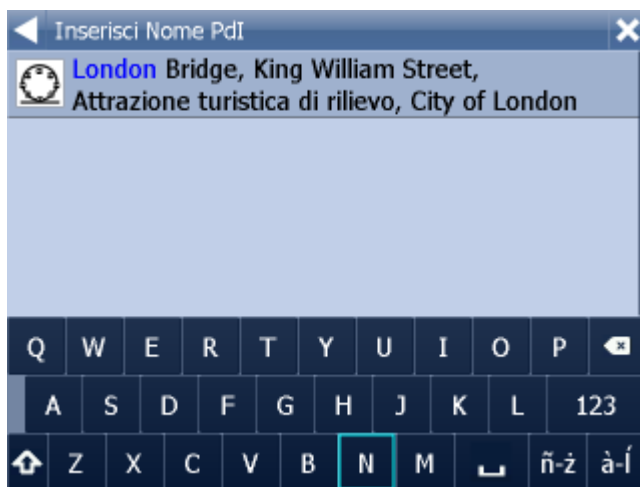 Inserisci Nome PdI
London Bridge, King William Street,
Attrazione turistica di rilievo, City of London
Q W E R T Y U I O P
A S D F G H J K L 123
Z X C V B N M ñ-ż à-Í